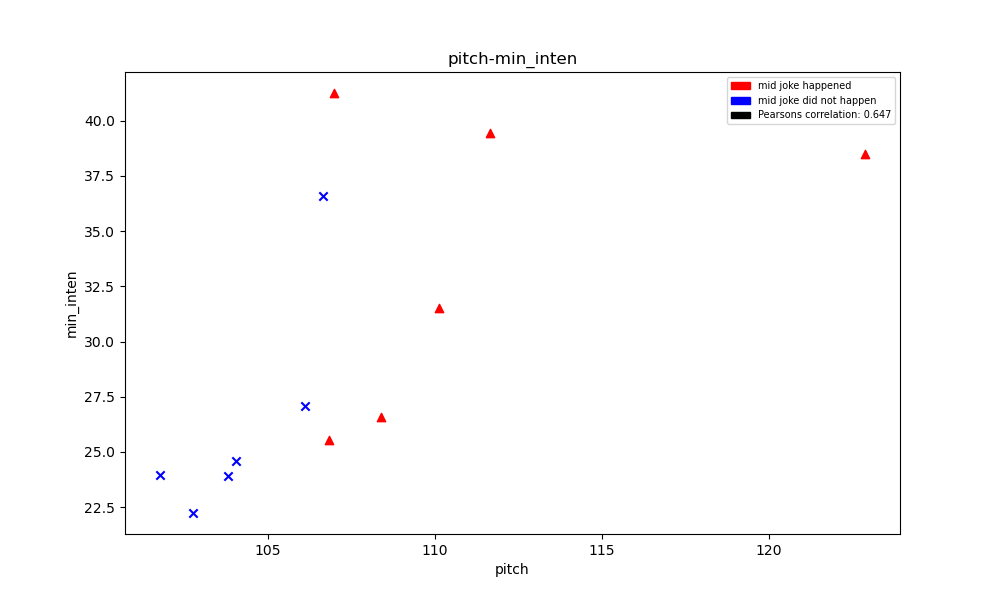 pitch-min_inten
mid joke happened
mid joke did not happen
Pearsons correlation: 0.647
min_inten
40.0
37.5
35.0
32.5
30.0
27.5
25.0
22.5
105
110
115
120
pitch